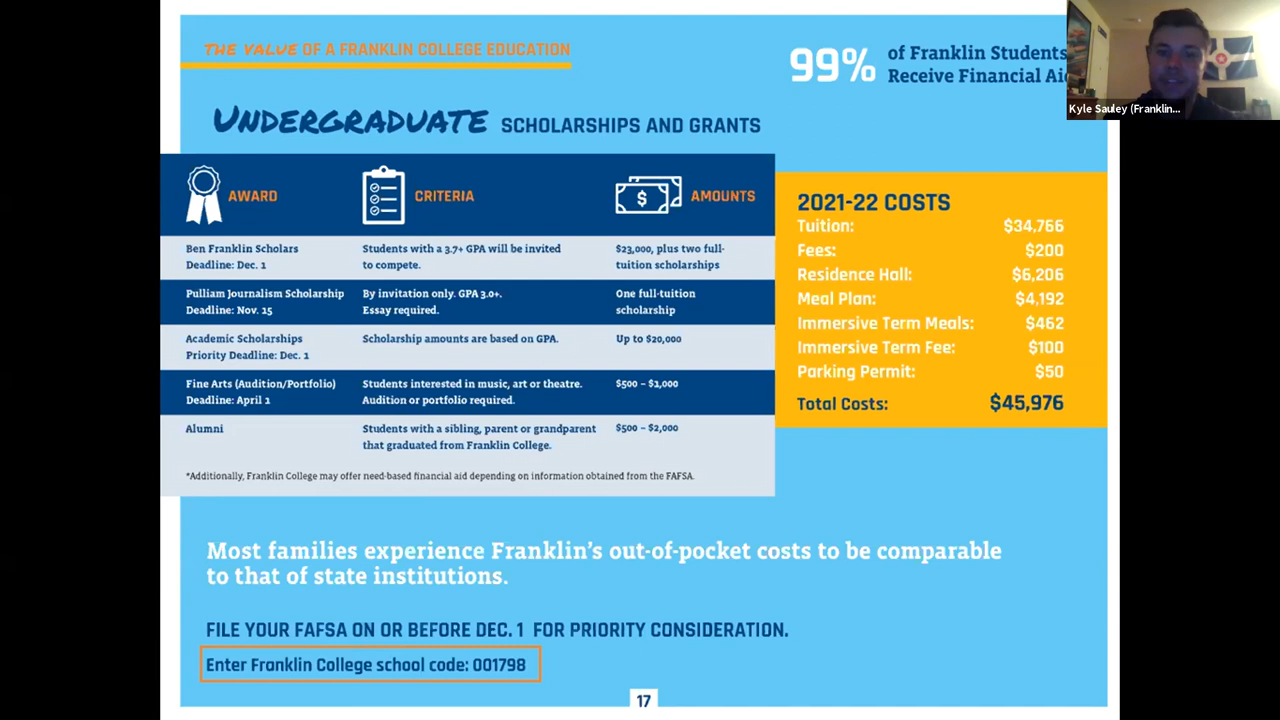 THE VALUE OF A FRANKLIN COLLEGE EDUCATION
99% of Franklin Students
Receive Financial Aid
Kyle Sauley (Franklin...
UNDERGRADUATE SCHOLARSHIPS AND GRANTS
AWARD CRITERIA AMOUNTS
Ben Franklin Scholars
Deadline: Dec. 1
Students with a 3.7+ GPA will be invited
to compete.
$23,000, plus two full-
tuition scholarships
Pulliam Journalism Scholarship
Deadline: Nov. 15
By invitation only. GPA 3.0+.
Essay required.
One full-tuition
scholarship
Academic Scholarships
Priority Deadline: Dec. 1
Scholarship amounts are based on GPA.
Up to $20,000
Fine Arts (Audition/Portfolio)
Deadline: April 1
Students interested in music, art or theatre.
Audition or portfolio required.
$500 – $3,000
Alumni
Students with a sibling, parent or grandparent
that graduated from Franklin College.
$500 – $2,000
*Additionally, Franklin College may offer need-based financial aid depending on information obtained from the FAFSA.
2021-22 COSTS
Tuition: $34,766
Fees: $200
Residence Hall: $6,206
Meal Plan: $4,192
Immersive Term Meals: $462
Immersive Term Fee: $100
Parking Permit: $50
Total Costs: $45,976
Most families experience Franklin's out-of-pocket costs to be comparable
to that of state institutions.
FILE YOUR FAFSA ON OR BEFORE DEC. 1 FOR PRIORITY CONSIDERATION.
Enter Franklin College school code: 001798
17